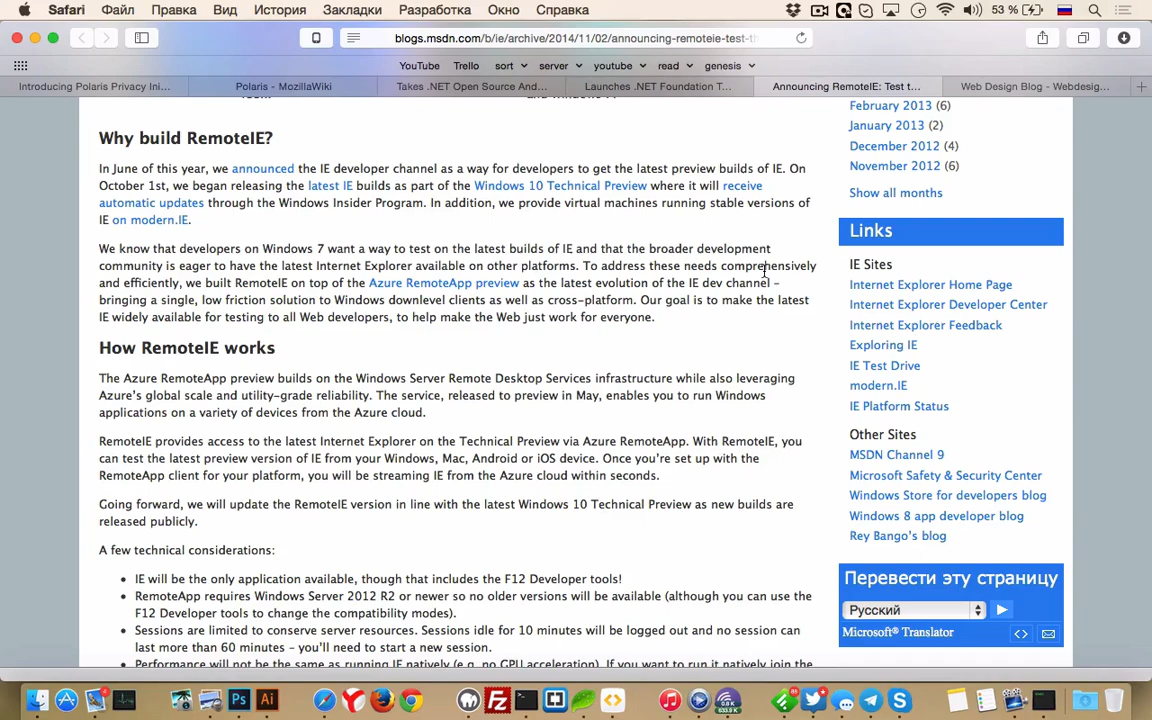 Safari Файл Правка Вид История Закладки Разработка Окно Справка 53 %
blogs.msdn.com/b/ie/archive/2014/11/02/announcing-remoteie-test-th
YouTube Trello sort server youtube read genesis
Introducing Polaris Privacy Ini... Polaris - MozillaWiki Takes .NET Open Source And... Launches .NET Foundation T... Announcing RemoteIE: Test t... Web Design Blog - Webdesig...
Why build RemoteIE?
In June of this year, we announced the IE developer channel as a way for developers to get the latest preview builds of IE. On
October 1st, we began releasing the latest IE builds as part of the Windows 10 Technical Preview where it will receive
automatic updates through the Windows Insider Program. In addition, we provide virtual machines running stable versions of
IE on modern.IE.
We know that developers on Windows 7 want a way to test on the latest builds of IE and that the broader development
community is eager to have the latest Internet Explorer available on other platforms. To address these needs comprehensively
and efficiently, we built RemoteIE on top of the Azure RemoteApp preview as the latest evolution of the IE dev channel –
bringing a single, low friction solution to Windows downlevel clients as well as cross-platform. Our goal is to make the latest
IE widely available for testing to all Web developers, to help make the Web just work for everyone.
How RemoteIE works
The Azure RemoteApp preview builds on the Windows Server Remote Desktop Services infrastructure while also leveraging
Azure's global scale and utility-grade reliability. The service, released to preview in May, enables you to run Windows
applications on a variety of devices from the Azure cloud.
RemoteIE provides access to the latest Internet Explorer on the Technical Preview via Azure RemoteApp. With RemoteIE, you
can test the latest preview version of IE from your Windows, Mac, Android or iOS device. Once you're set up with the
RemoteApp client for your platform, you will be streaming IE from the Azure cloud within seconds.
Going forward, we will update the RemoteIE version in line with the latest Windows 10 Technical Preview as new builds are
released publicly.
A few technical considerations:
• IE will be the only application available, though that includes the F12 Developer tools!
• RemoteApp requires Windows Server 2012 R2 or newer so no older versions will be available (although you can use the
F12 Developer tools to change the compatibility modes).
• Sessions are limited to conserve server resources. Sessions idle for 10 minutes will be logged out and no session can
last more than 60 minutes – you'll need to start a new session.
• Performance will not be the same as running IE natively (e.g. no GPU acceleration). If you want to run it natively join the
February 2013 (6)
January 2013 (2)
December 2012 (4)
November 2012 (6)
Show all months
Links
IE Sites
Internet Explorer Home Page
Internet Explorer Developer Center
Internet Explorer Feedback
Exploring IE
IE Test Drive
modern.IE
IE Platform Status
Other Sites
MSDN Channel 9
Microsoft Safety & Security Center
Windows Store for developers blog
Windows 8 app developer blog
Rey Bango's blog
Перевести эту страницу
Русский
Microsoft® Translator